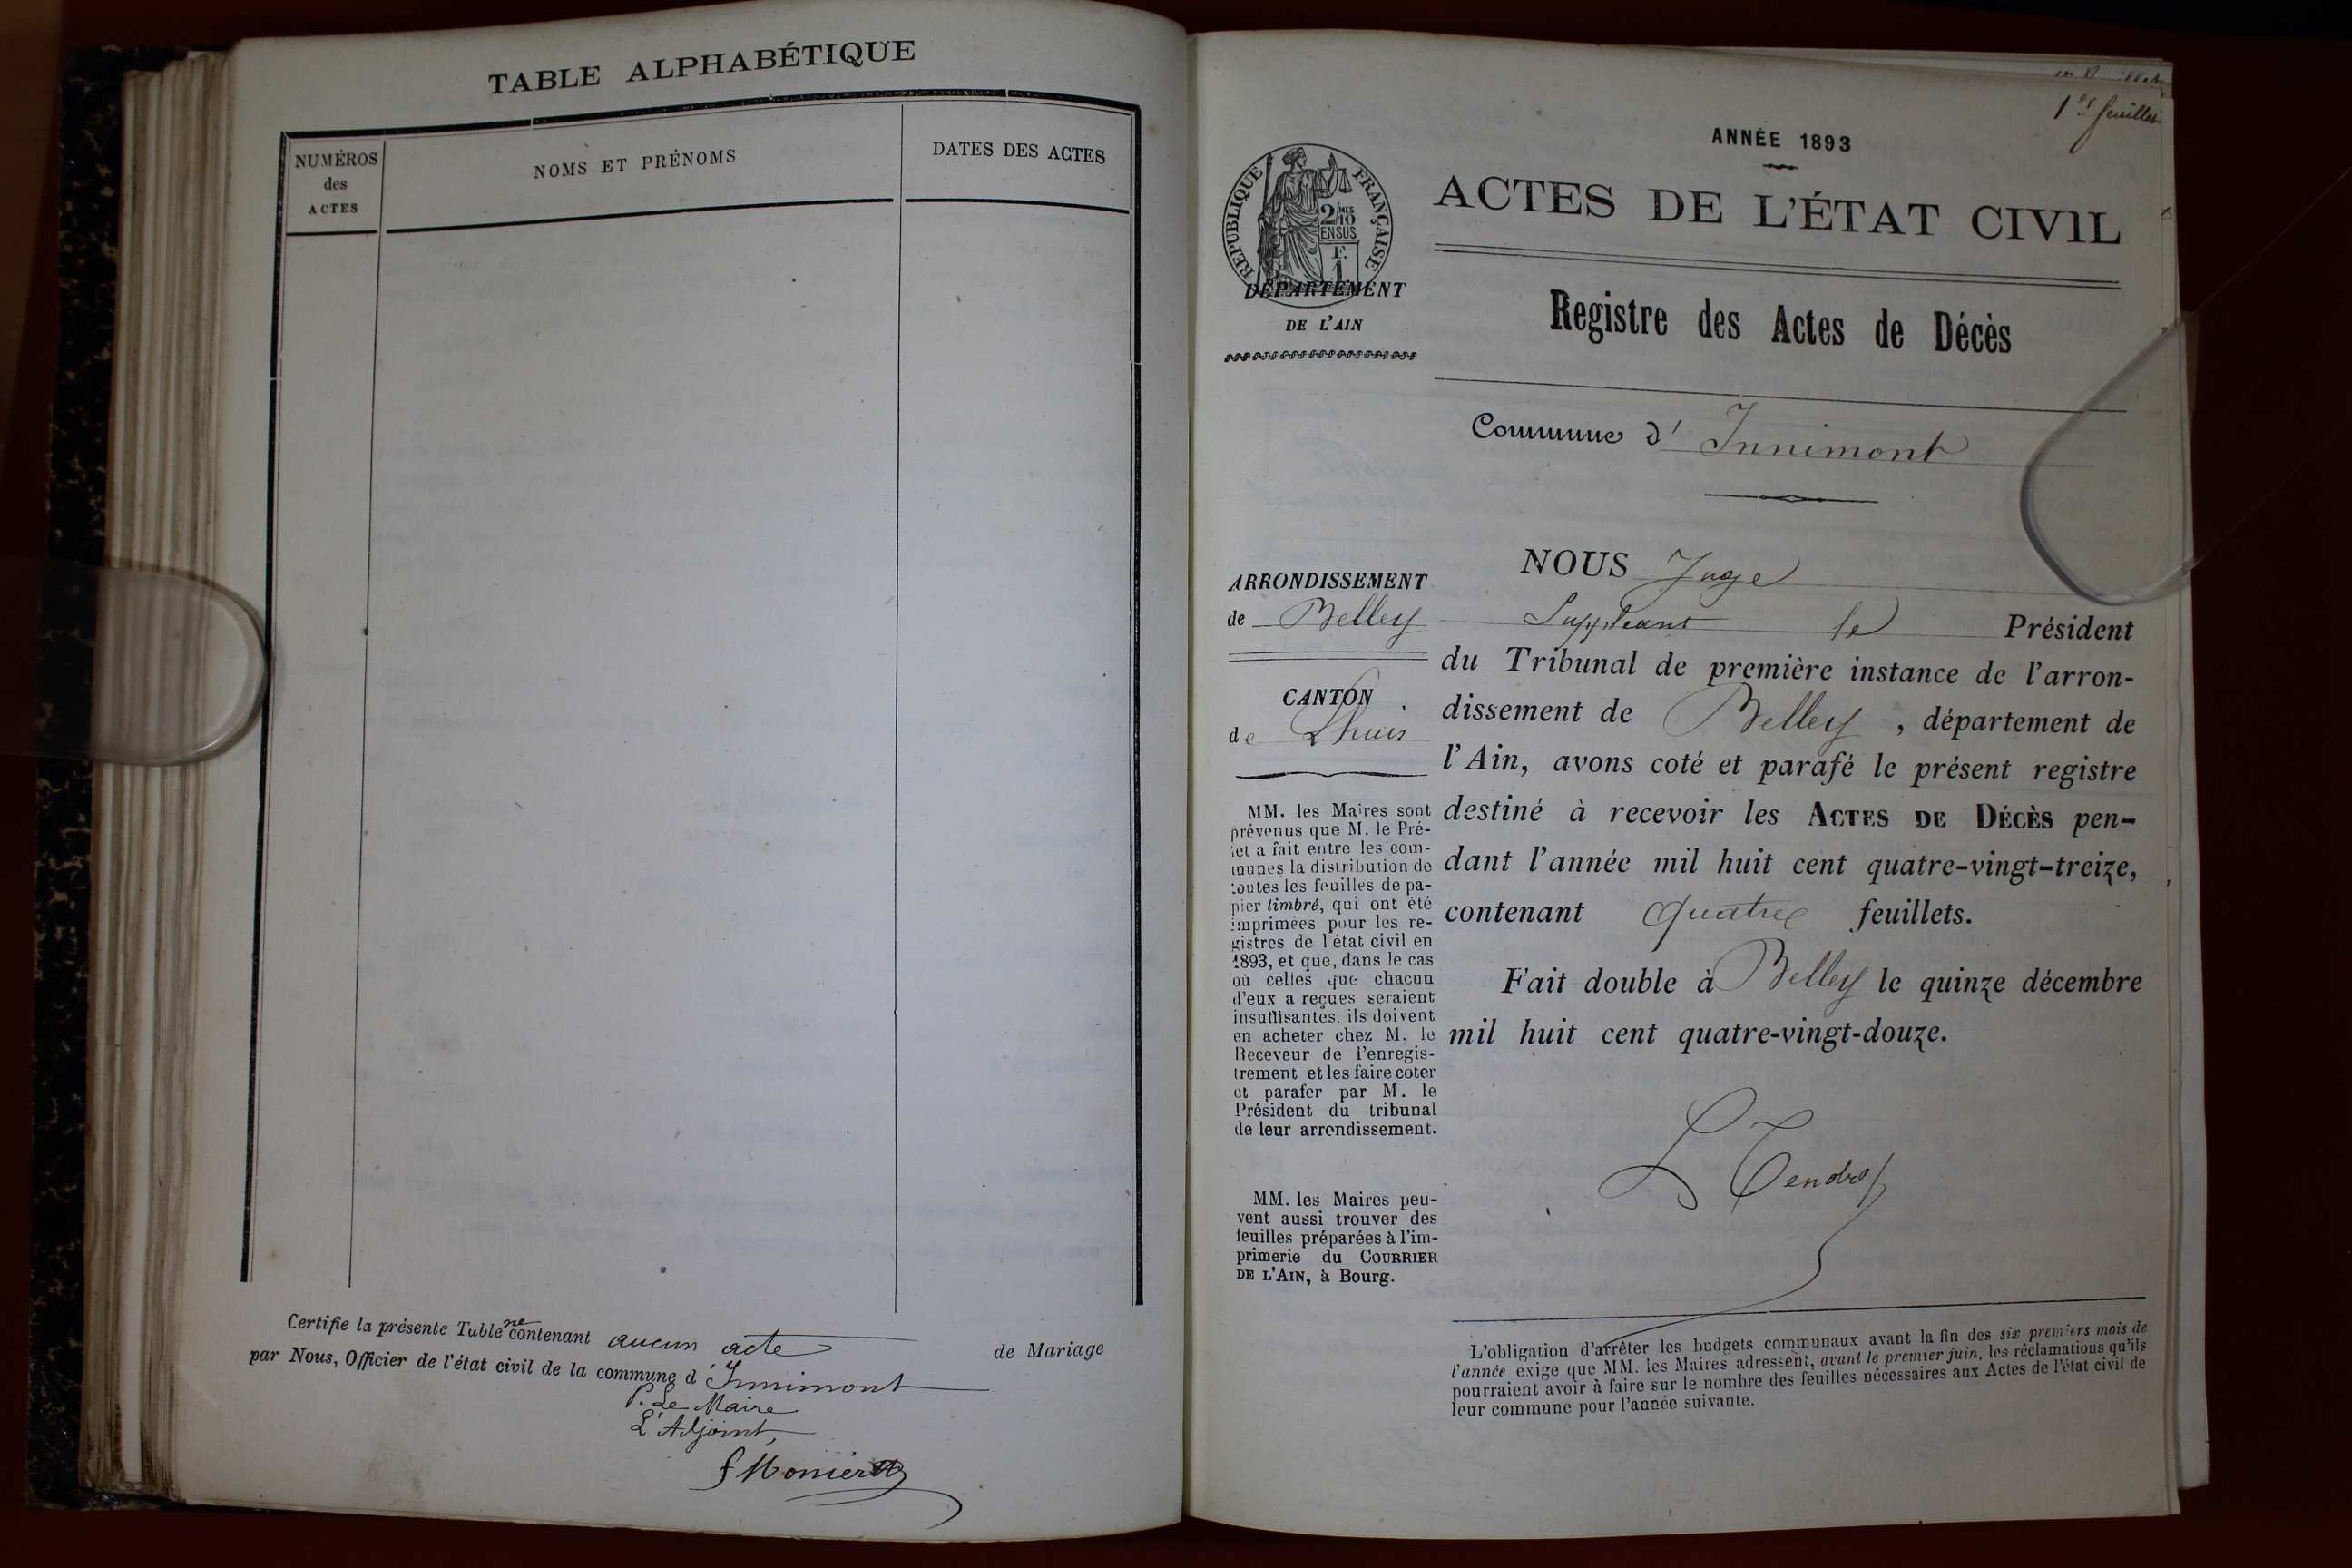 TABLE ALPHABÉTIQUE
NUMÉROS
des
ACTES
NOMS ET PRÉNOMS
DATES DES ACTES
Certifie la présente Table ne contenant aucun acte de Mariage
par Nous, Officier de l'état civil de la commune d'Innimont
P. Le Maire
L'Adjoint,
1er feuillet
ANNÉE 1893
ACTES DE L'ÉTAT CIVIL
RÉPUBLIQUE FRANÇAISE
2/10 MES
EN SUS
F.
1
DÉPARTEMENT
DE L'AIN
Registre des Actes de Décès
Commune d'Innimont
ARRONDISSEMENT
de Belley
CANTON
de Lhuis
MM. les Maires sont
prévenus que M. le Pré-
fet a fait entre les com-
munes la distribution de
toutes les feuilles de pa-
pier timbré, qui ont été
imprimées pour les re-
gistres de l'état civil en
1893, et que, dans le cas
où celles que chacun
d'eux a reçues seraient
insuffisantes, ils doivent
en acheter chez M. le
Receveur de l'enregis-
trement et les faire coter
et parafer par M. le
Président du tribunal
de leur arrondissement.
MM. les Maires peu-
vent aussi trouver des
feuilles préparées à l'im-
primerie du COURRIER
DE L'AIN, à Bourg.
NOUS Juge
Suppléant le Président
du Tribunal de première instance de l'arron-
dissement de Belley, département de
l'Ain, avons coté et parafé le présent registre
destiné à recevoir les ACTES DE DÉCÈS pen-
dant l'année mil huit cent quatre-vingt-treize,
contenant quatre feuillets.
Fait double à Belley le quinze décembre
mil huit cent quatre-vingt-douze.
L Tendret
L'obligation d'arrêter les budgets communaux avant la fin des six premiers mois de
l'année exige que MM. les Maires adressent, avant le premier juin, les réclamations qu'ils
pourraient avoir à faire sur le nombre des feuilles nécessaires aux Actes de l'état civil de
leur commune pour l'année suivante.